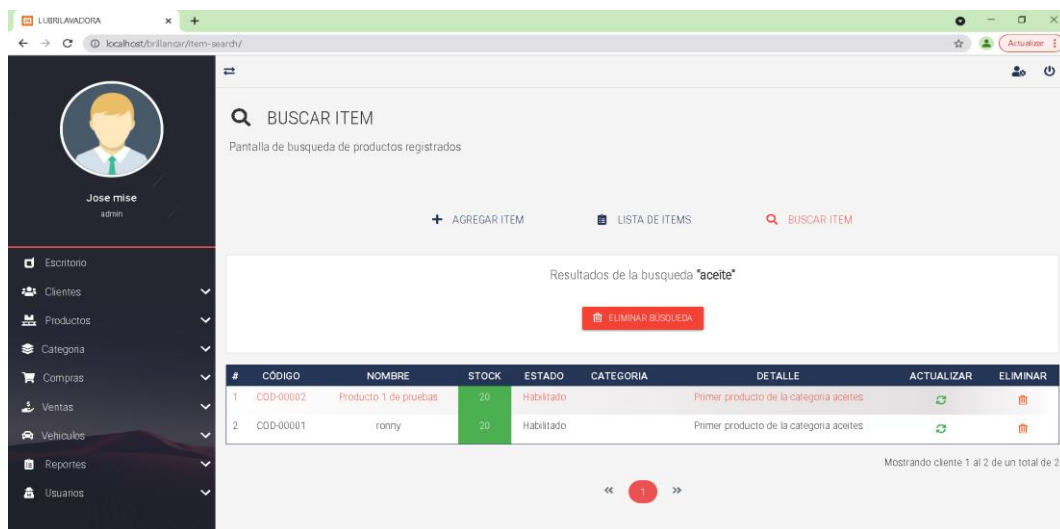 LUBRILAVADORA
localhost/brillancar/item-search/
Actualizar
BUSCAR ITEM
Pantalla de busqueda de productos registrados
Jose mise
admin
AGREGAR ITEM
LISTA DE ITEMS
BUSCAR ITEM
Escritorio
Clientes
Productos
Categoria
Compras
Ventas
Vehiculos
Reportes
Usuarios
Resultados de la busqueda "aceite"
ELIMINAR BÚSQUEDA
# CÓDIGO NOMBRE STOCK ESTADO CATEGORIA DETALLE ACTUALIZAR ELIMINAR
1 COD-00002 Producto 1 de pruebas 20 Habilitado Primer producto de la categoria aceites
2 COD-00001 ronny 20 Habilitado Primer producto de la categoria aceites
Mostrando cliente 1 al 2 de un total de 2
« 1 »